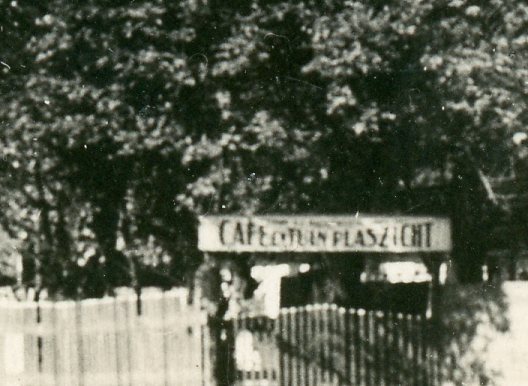 CAFE en TUIN PLASZICHT